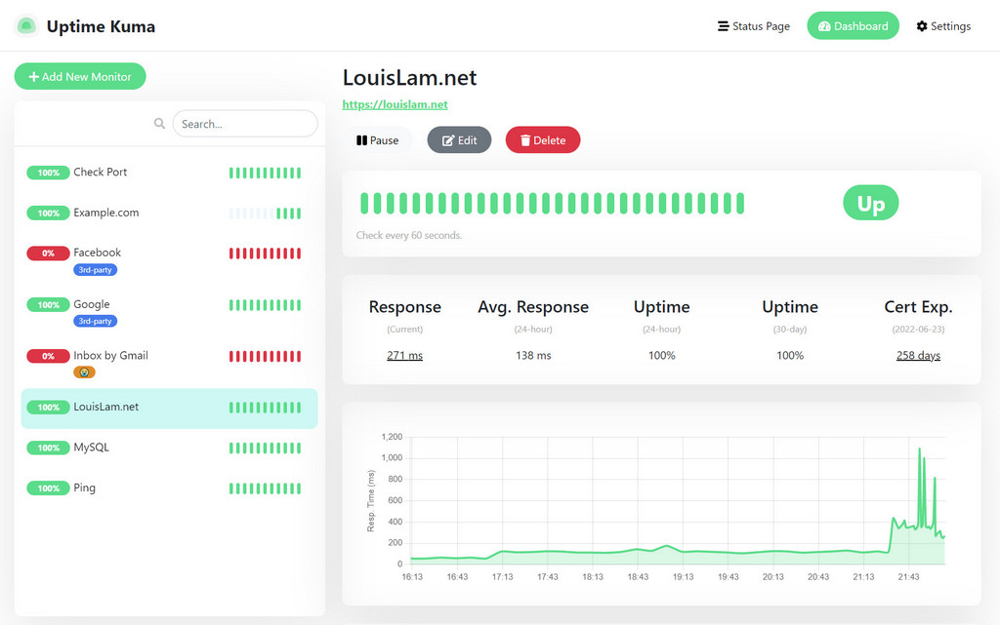 Uptime Kuma
Status Page
Dashboard
Settings
Add New Monitor
Search...
100% Check Port
100% Example.com
0% Facebook
3rd-party
100% Google
3rd-party
0% Inbox by Gmail
100% LouisLam.net
100% MySQL
100% Ping
LouisLam.net
https://louislam.net
Pause
Edit
Delete
Up
Check every 60 seconds.
Response Avg. Response Uptime Uptime Cert Exp.
(Current) (24-hour) (24-hour) (30-day) (2022-06-23)
271 ms 138 ms 100% 100% 258 days
Resp. Time (ms)
1,200
1,000
800
600
400
200
0
16:13 16:43 17:13 17:43 18:13 18:43 19:13 19:43 20:13 20:43 21:13 21:43